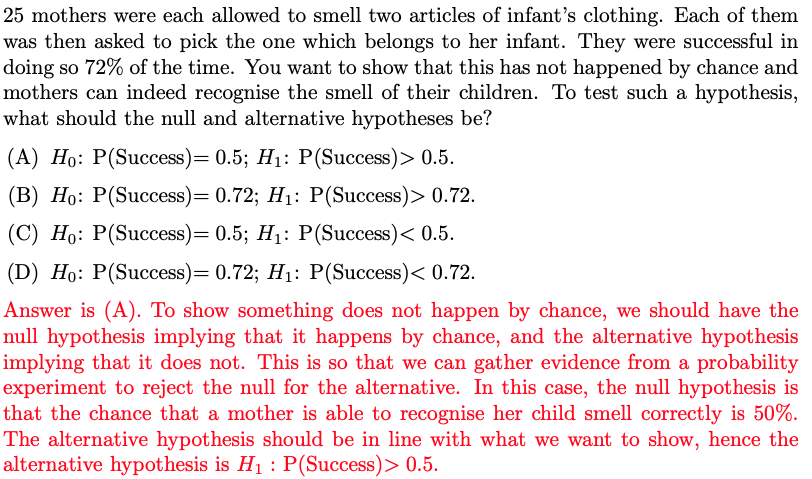 25 mothers were each allowed to smell two articles of infant's clothing. Each of them
was then asked to pick the one which belongs to her infant. They were successful in
doing so 72% of the time. You want to show that this has not happened by chance and
mothers can indeed recognise the smell of their children. To test such a hypothesis,
what should the null and alternative hypotheses be?
(A) H₀: P(Success)= 0.5; H₁: P(Success)> 0.5.
(B) H₀: P(Success)= 0.72; H₁: P(Success)> 0.72.
(C) H₀: P(Success)= 0.5; H₁: P(Success)< 0.5.
(D) H₀: P(Success)= 0.72; H₁: P(Success)< 0.72.
Answer is (A). To show something does not happen by chance, we should have the
null hypothesis implying that it happens by chance, and the alternative hypothesis
implying that it does not. This is so that we can gather evidence from a probability
experiment to reject the null for the alternative. In this case, the null hypothesis is
that the chance that a mother is able to recognise her child smell correctly is 50%.
The alternative hypothesis should be in line with what we want to show, hence the
alternative hypothesis is H₁ : P(Success)> 0.5.